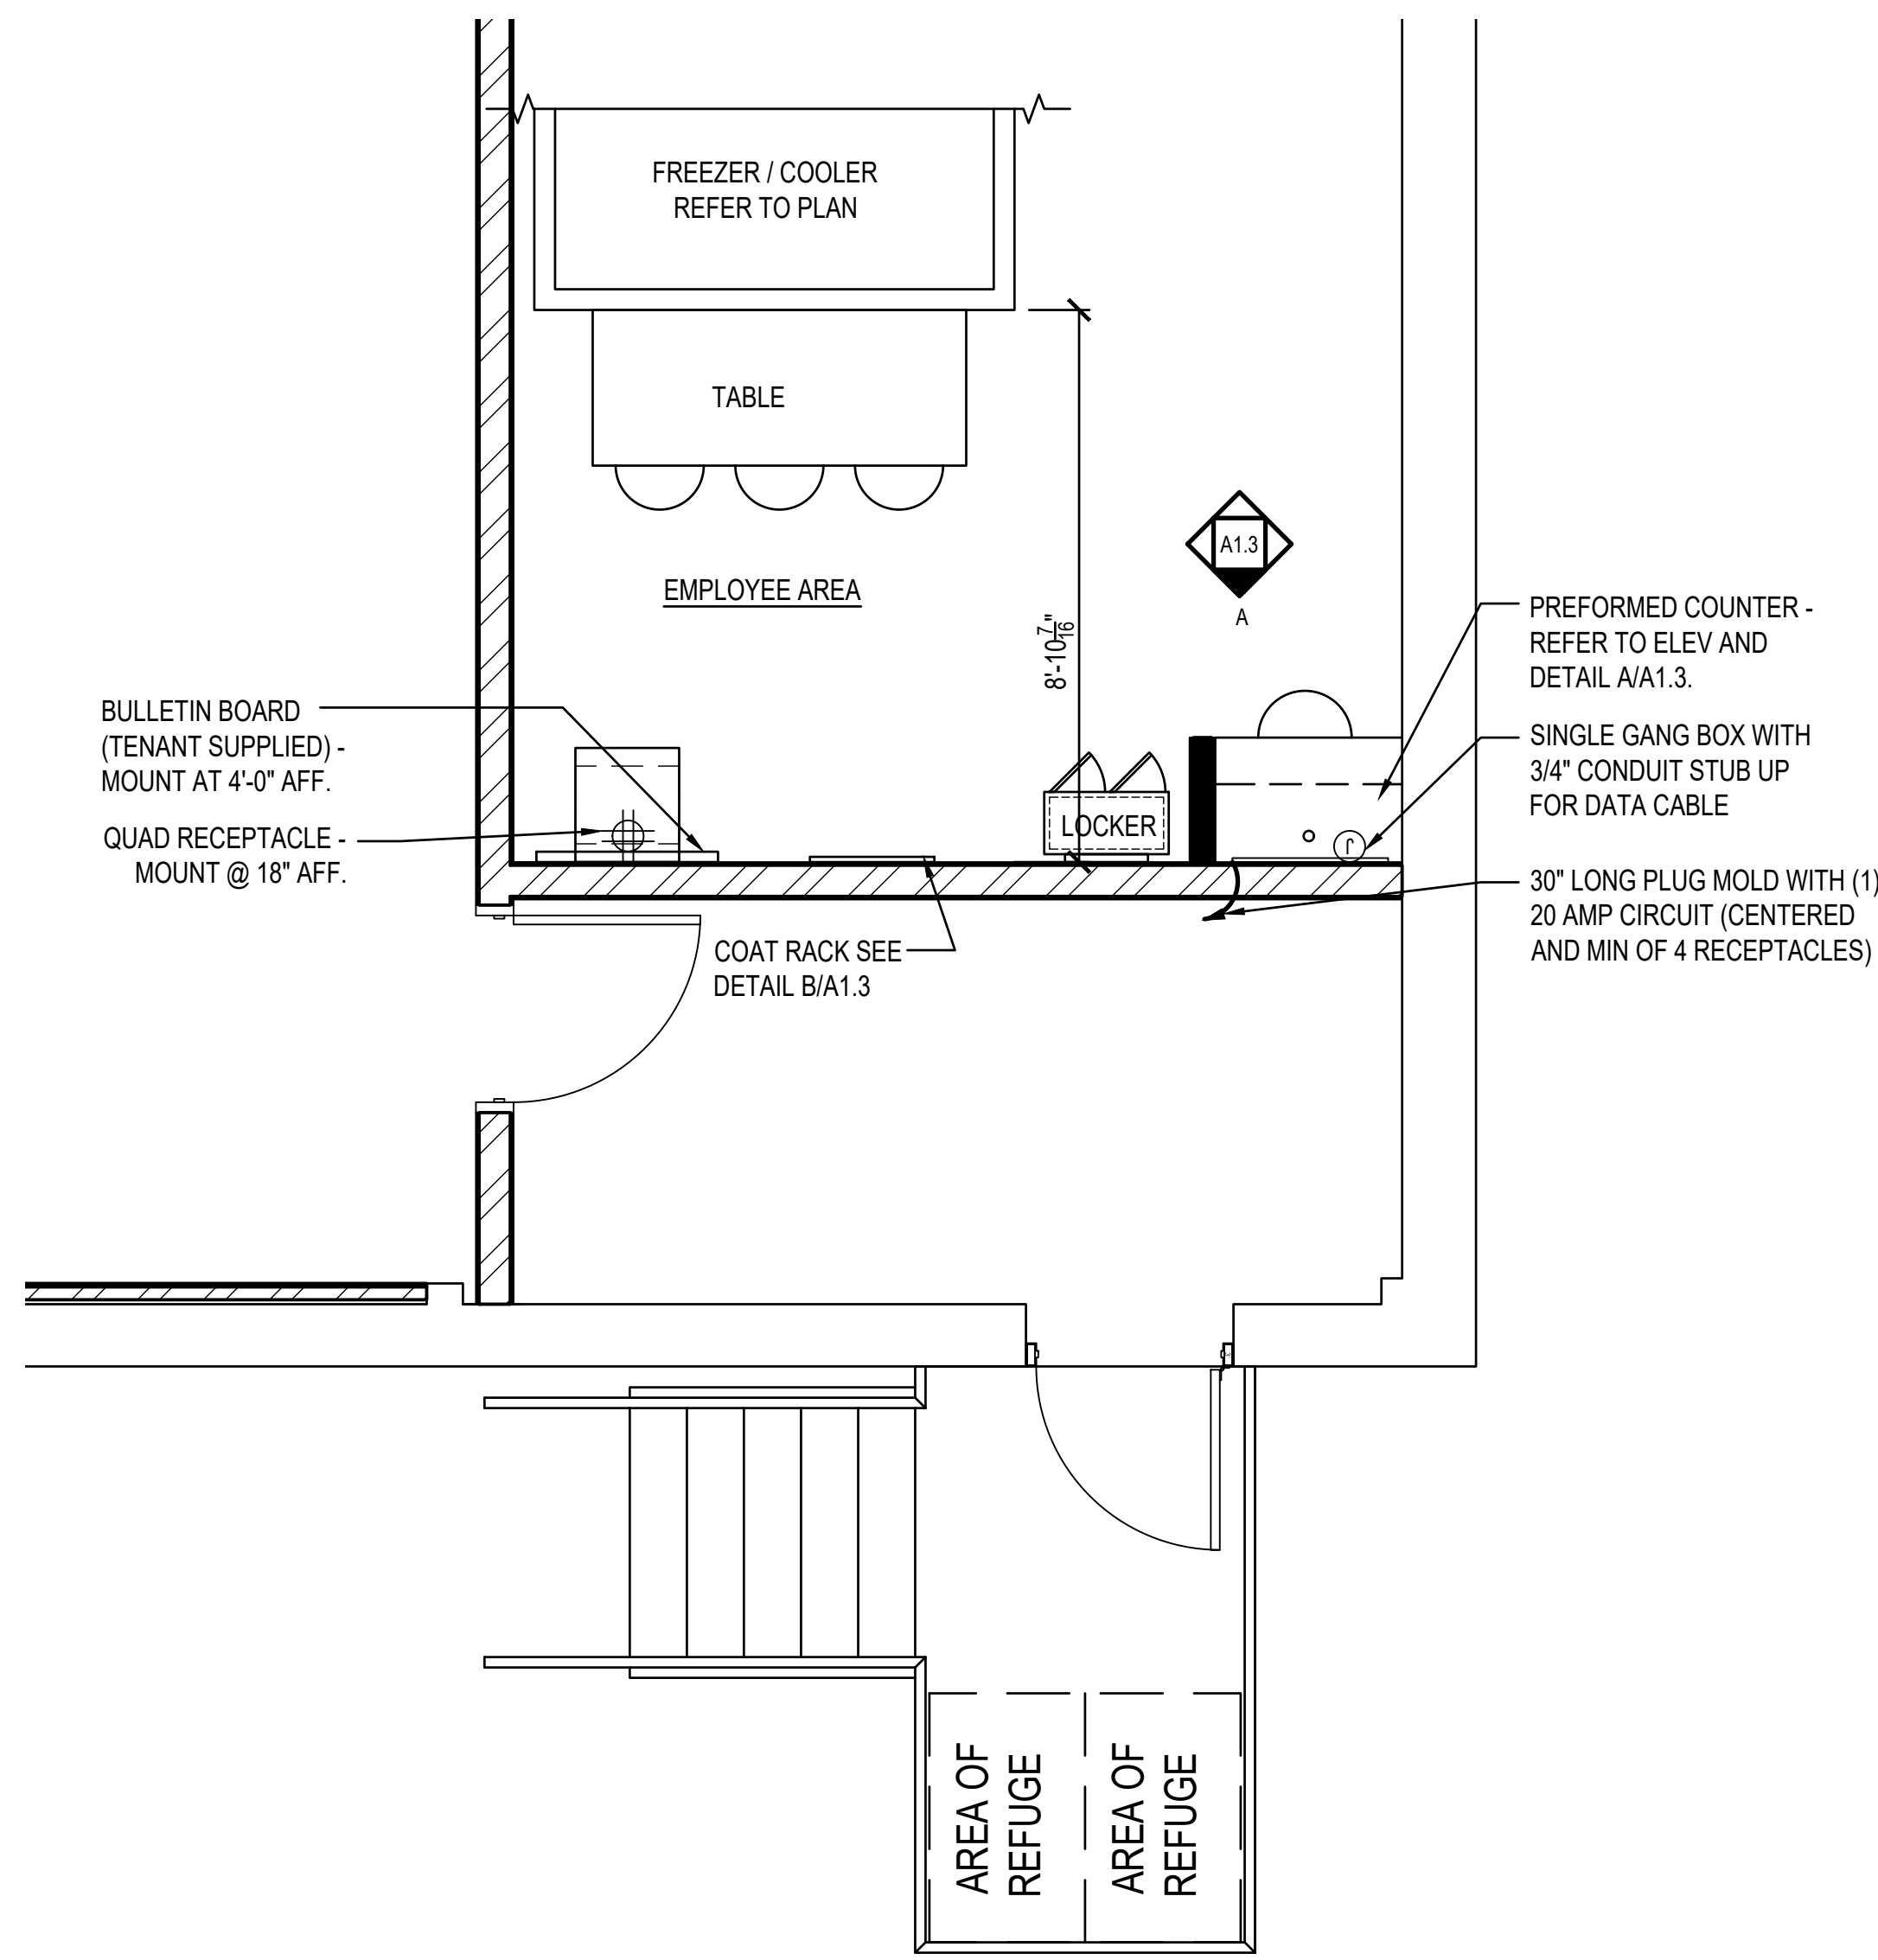 FREEZER / COOLER
REFER TO PLAN
TABLE
EMPLOYEE AREA
A1.3
A
8'-10 7/16"
BULLETIN BOARD
(TENANT SUPPLIED) -
MOUNT AT 4'-0" AFF.
QUAD RECEPTACLE -
MOUNT @ 18" AFF.
LOCKER
PREFORMED COUNTER -
REFER TO ELEV AND
DETAIL A/A1.3.
SINGLE GANG BOX WITH
3/4" CONDUIT STUB UP
FOR DATA CABLE
30" LONG PLUG MOLD WITH (1)
20 AMP CIRCUIT (CENTERED
AND MIN OF 4 RECEPTACLES)
J
COAT RACK SEE
DETAIL B/A1.3
AREA OF
REFUGE
AREA OF
REFUGE